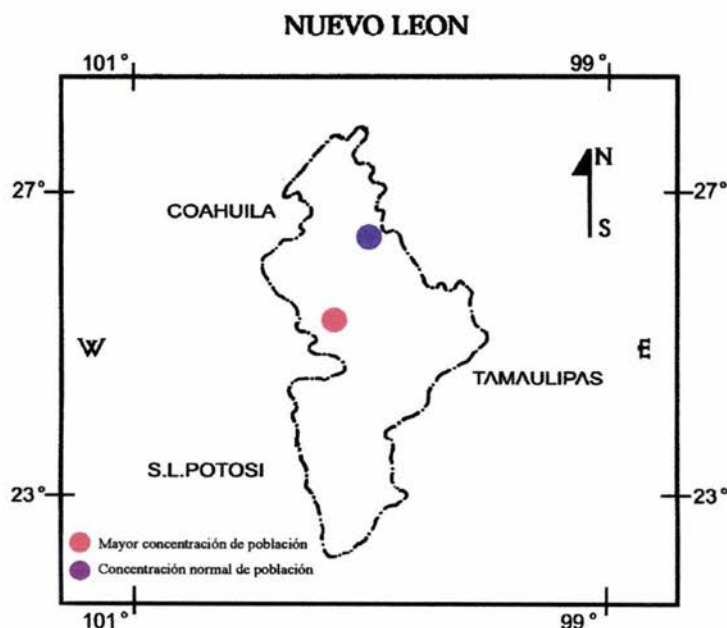 NUEVO LEON
101° 99°
27° 27°
N
COAHUILA
S
W E
TAMAULIPAS
S.L.POTOSI
23° 23°
Mayor concentración de población
Concentración normal de población
101° 99°